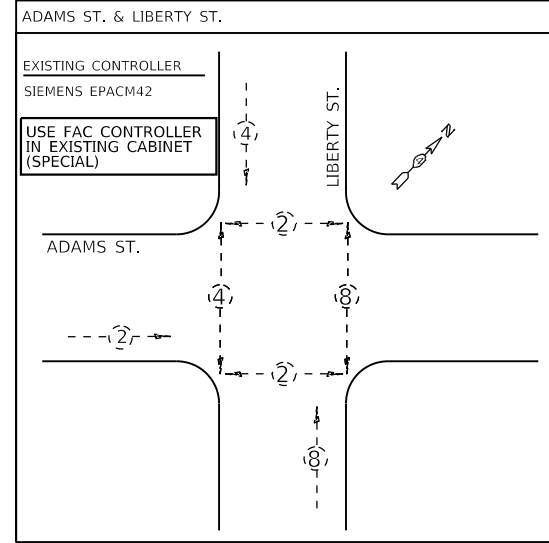 ADAMS ST. & LIBERTY ST.
EXISTING CONTROLLER
SIEMENS EPACM42
USE FAC CONTROLLER
IN EXISTING CABINET
(SPECIAL)
LIBERTY ST.
N
4
2
ADAMS ST.
4
8
2
2
8